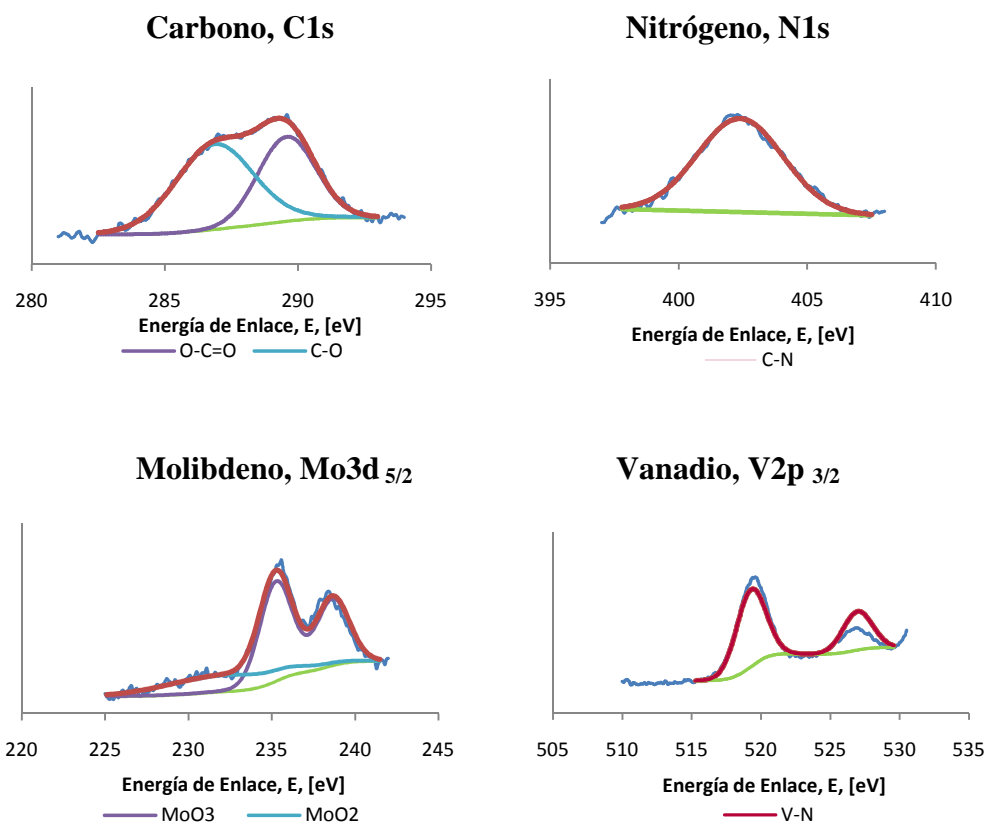 Carbono, C1s
280 285 290 295
Energía de Enlace, E, [eV]
O-C=O C-O
Nitrógeno, N1s
395 400 405 410
Energía de Enlace, E, [eV]
C-N
Molibdeno, Mo3d 5/2
220 225 230 235 240 245
Energía de Enlace, E, [eV]
MoO3 MoO2
Vanadio, V2p 3/2
505 510 515 520 525 530 535
Energía de Enlace, E, [eV]
V-N